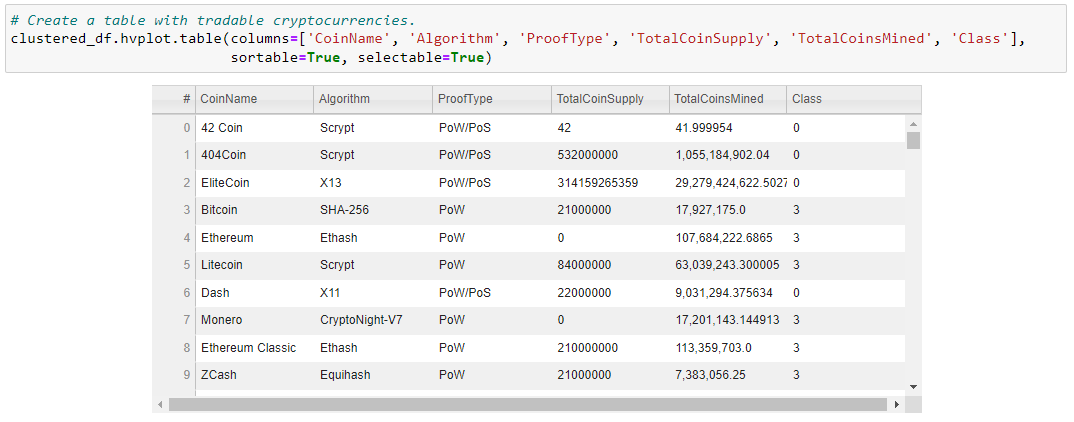 # Create a table with tradable cryptocurrencies.
clustered_df.hvplot.table(columns=['CoinName', 'Algorithm', 'ProofType', 'TotalCoinSupply', 'TotalCoinsMined', 'Class'],
sortable=True, selectable=True)
# CoinName Algorithm ProofType TotalCoinSupply TotalCoinsMined Class
0 42 Coin Scrypt PoW/PoS 42 41.999954 0
1 404Coin Scrypt PoW/PoS 532000000 1,055,184,902.04 0
2 EliteCoin X13 PoW/PoS 314159265359 29,279,424,622.5027 0
3 Bitcoin SHA-256 PoW 21000000 17,927,175.0 3
4 Ethereum Ethash PoW 0 107,684,222.6865 3
5 Litecoin Scrypt PoW 84000000 63,039,243.300005 3
6 Dash X11 PoW/PoS 22000000 9,031,294.375634 0
7 Monero CryptoNight-V7 PoW 0 17,201,143.144913 3
8 Ethereum Classic Ethash PoW 210000000 113,359,703.0 3
9 ZCash Equihash PoW 21000000 7,383,056.25 3